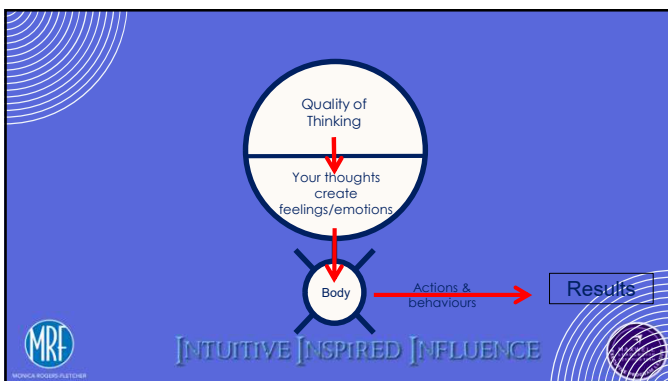 Quality of
Thinking
Your thoughts
create
feelings/emotions
Body
Actions &
behaviours
Results
MRF
MONICA ROGERS-FLETCHER
INTUITIVE INSPIRED INFLUENCE